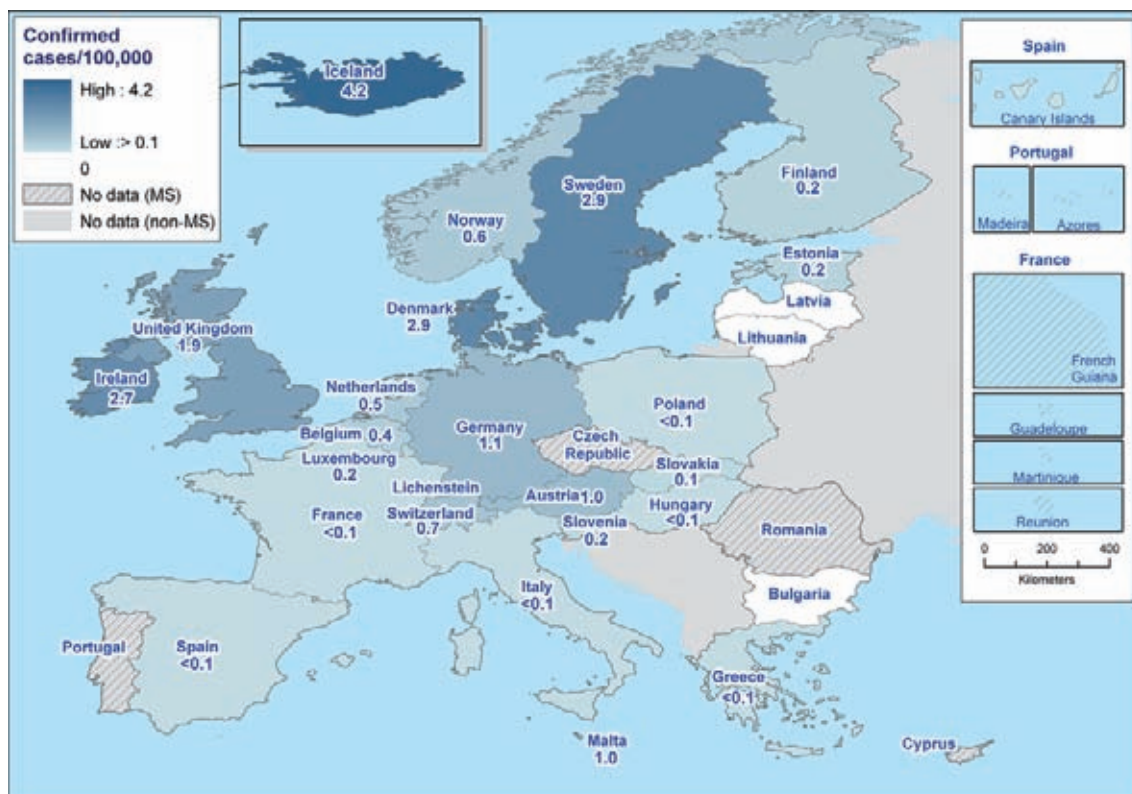 Confirmed
cases/100,000
High : 4.2
Low :> 0.1
0
No data (MS)
No data (non-MS)
Iceland
4.2
Sweden
2.9
Finland
0.2
Norway
0.6
Estonia
0.2
Denmark
2.9
Latvia
Lithuania
United Kingdom
1.9
Ireland
2.7
Netherlands
0.5
Poland
<0.1
Belgium 0.4
Germany
1.1
Czech
Republic
Luxembourg
0.2
Slovakia
0.1
Lichenstein
Austria 1.0
Hungary
<0.1
France
<0.1
Switzerland
0.7
Slovenia
0.2
Romania
Italy
<0.1
Bulgaria
Portugal
Spain
<0.1
Greece
<0.1
Malta
1.0
Cyprus
Spain
Canary Islands
Portugal
Madeira
Azores
France
French
Guiana
Guadeloupe
Martinique
Reunion
0 200 400
Kilometers